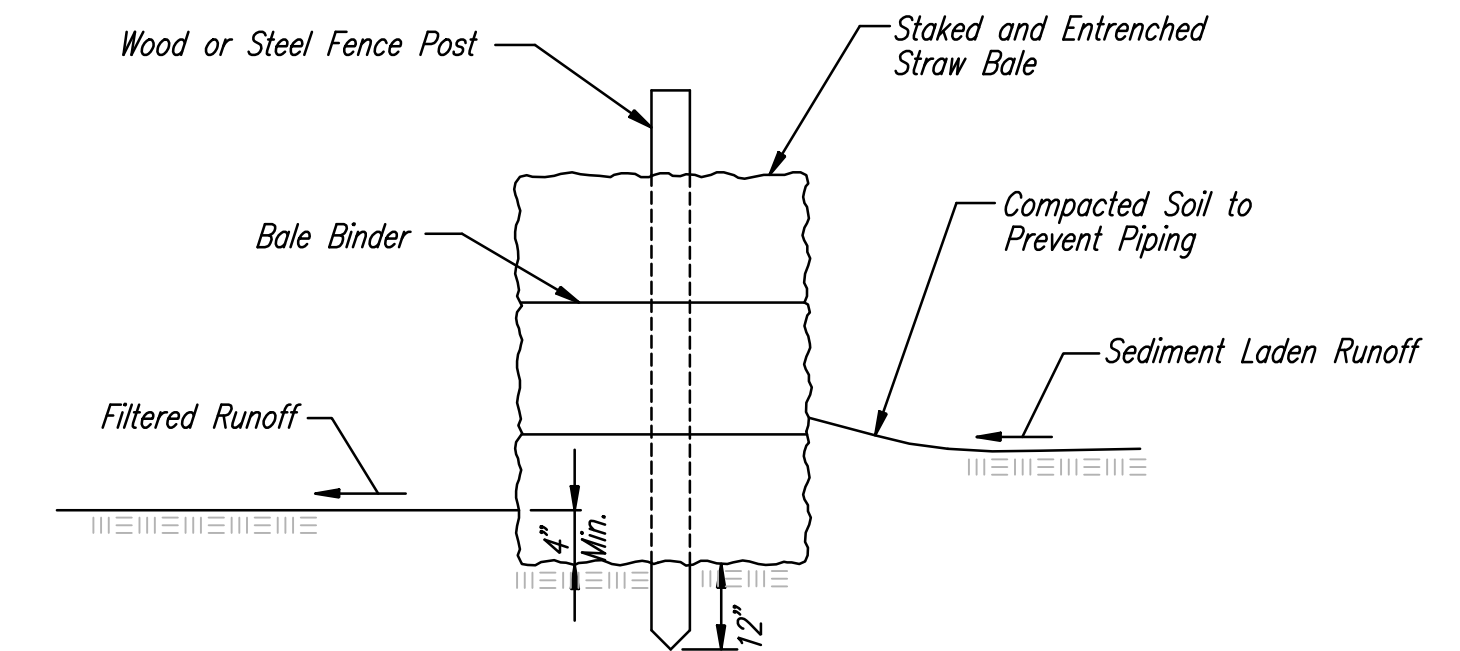 Wood or Steel Fence Post
Staked and Entrenched
Straw Bale
Compacted Soil to
Prevent Piping
Bale Binder
Sediment Laden Runoff
Filtered Runoff
4"
Min.
12"